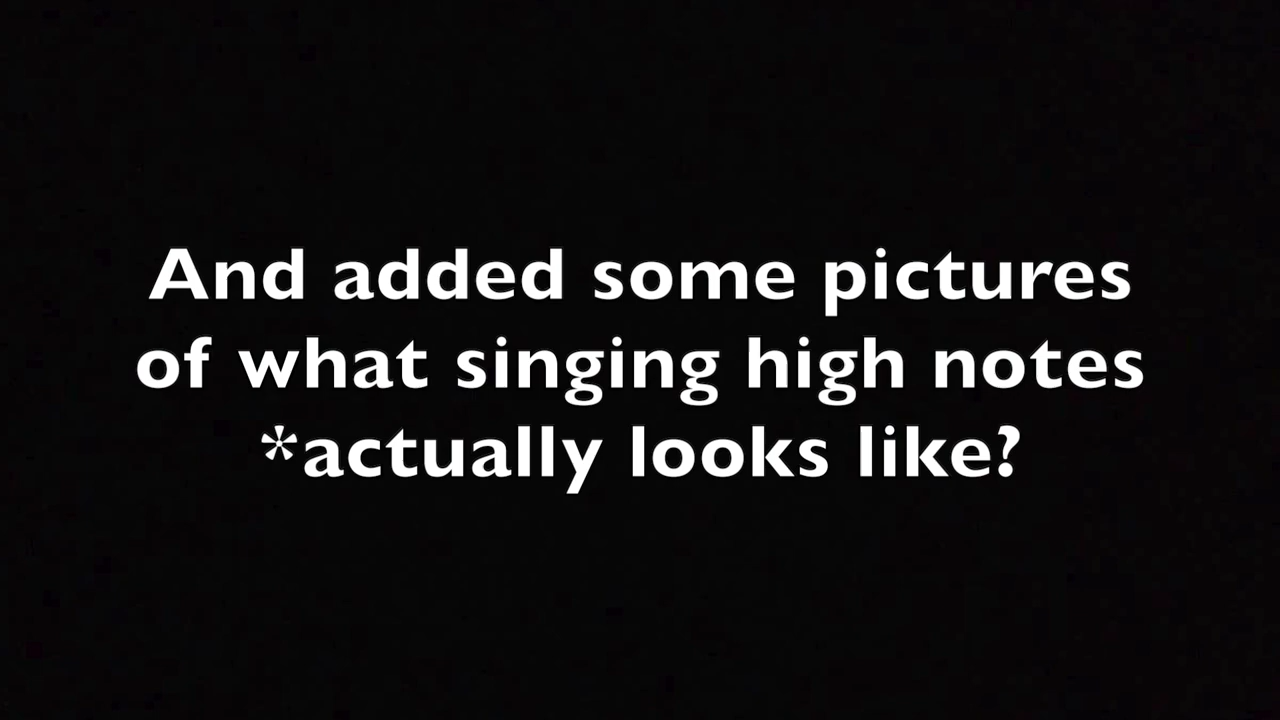 And added some pictures
of what singing high notes
*actually looks like?